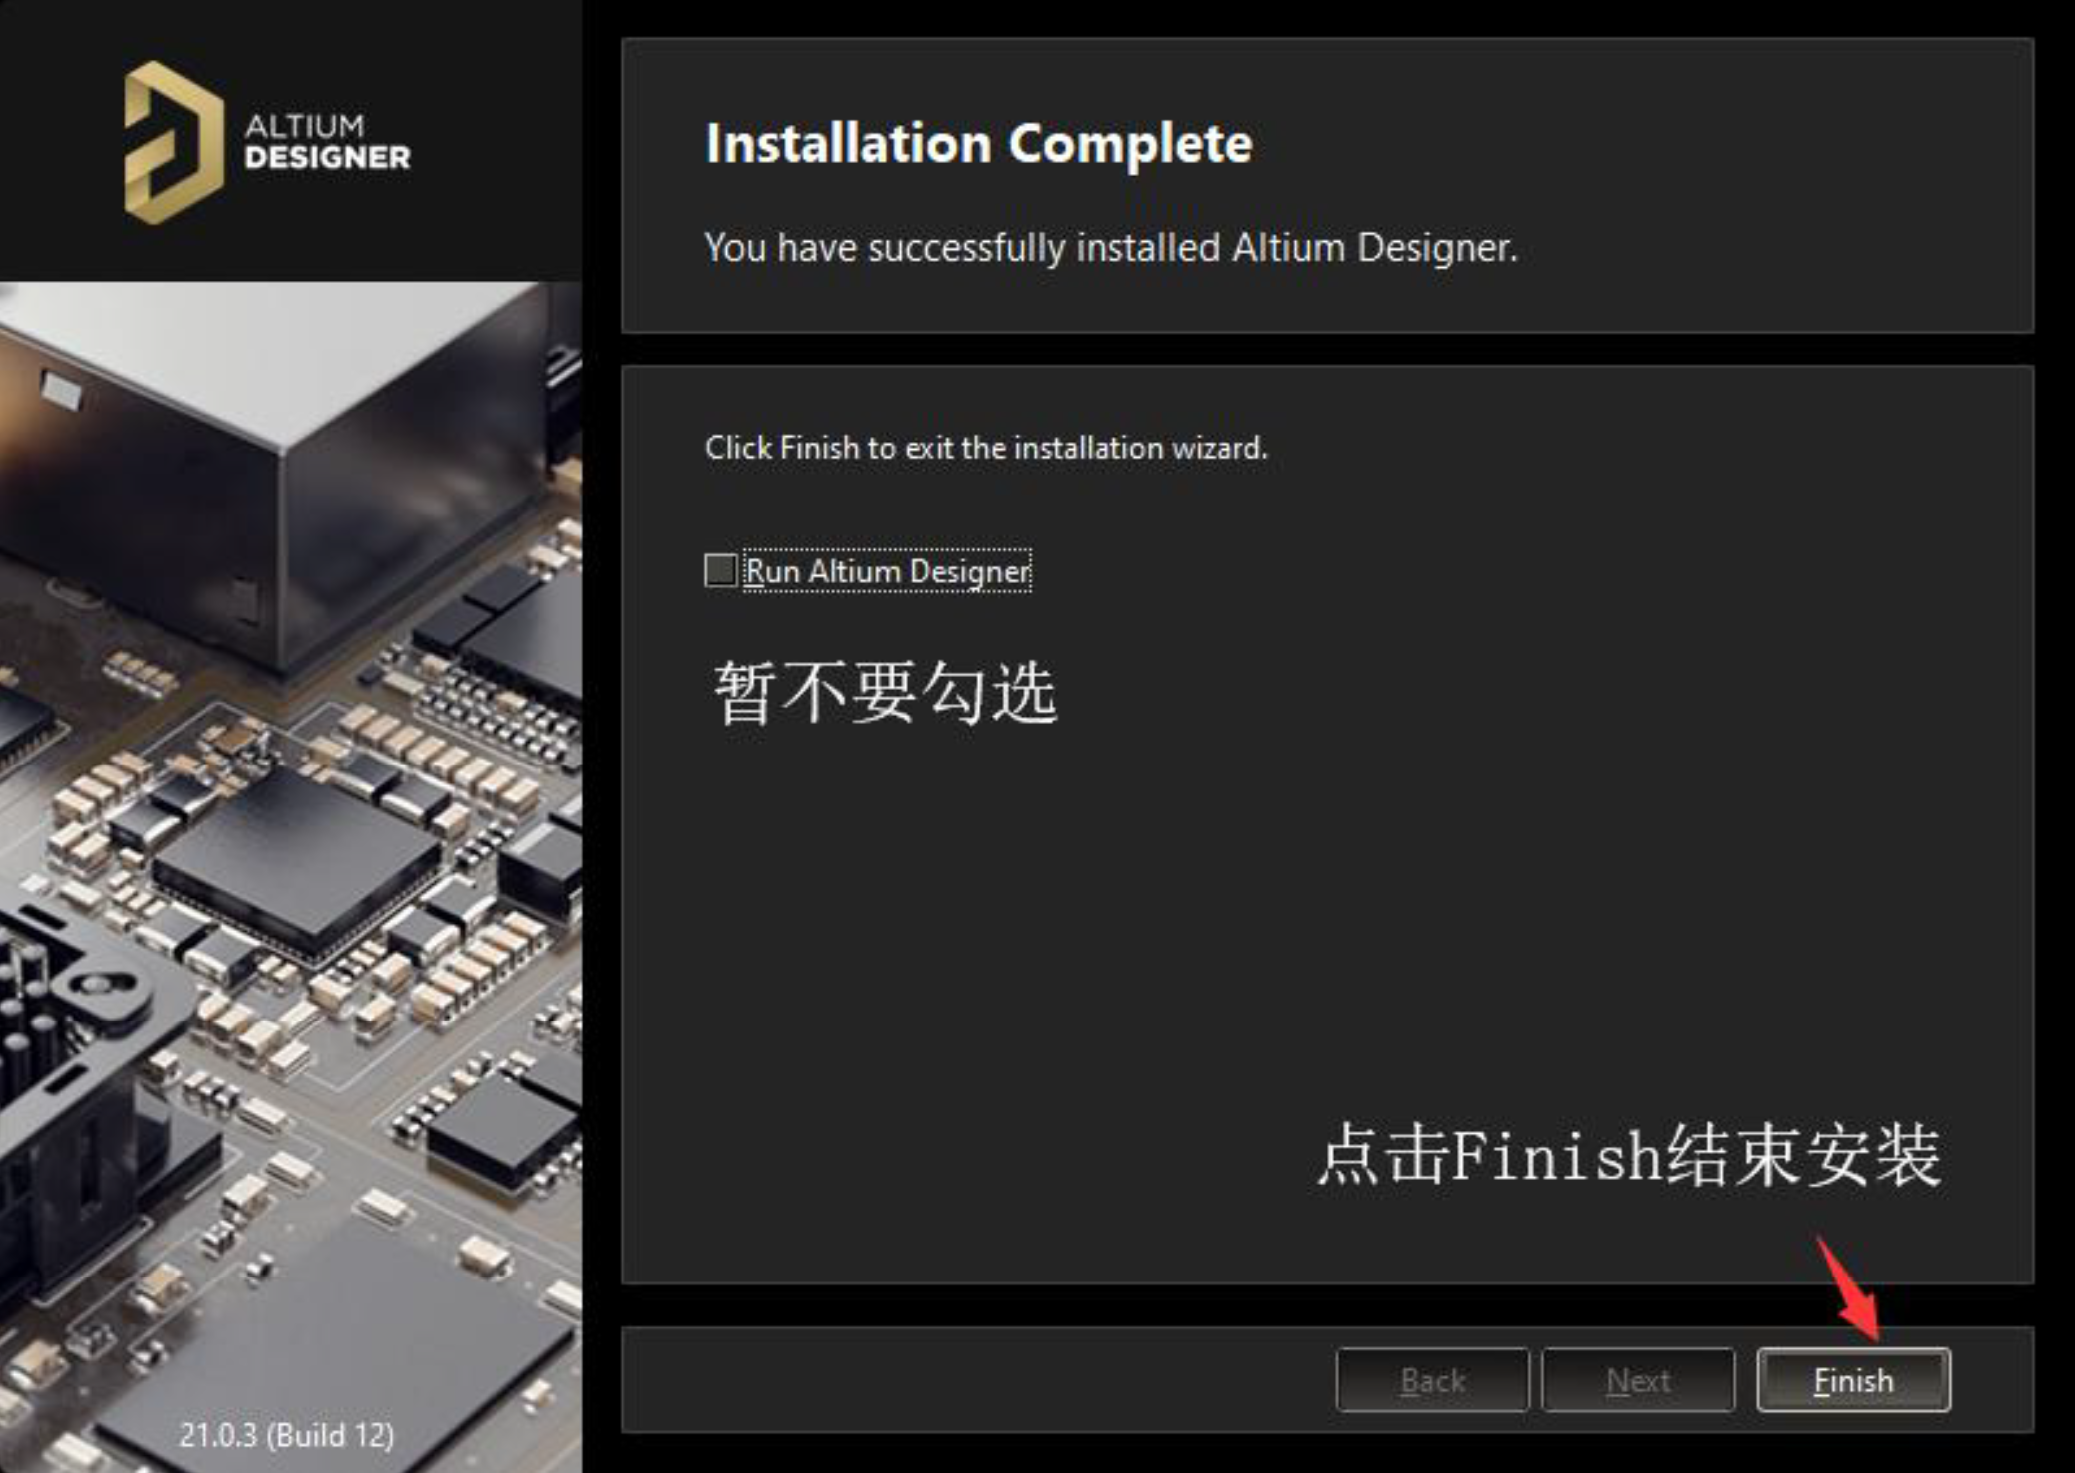 ALTIUM
DESIGNER
Installation Complete
You have successfully installed Altium Designer.
Click Finish to exit the installation wizard.
Run Altium Designer
暂不要勾选
点击Finish结束安装
Back
Next
Finish
21.0.3 (Build 12)